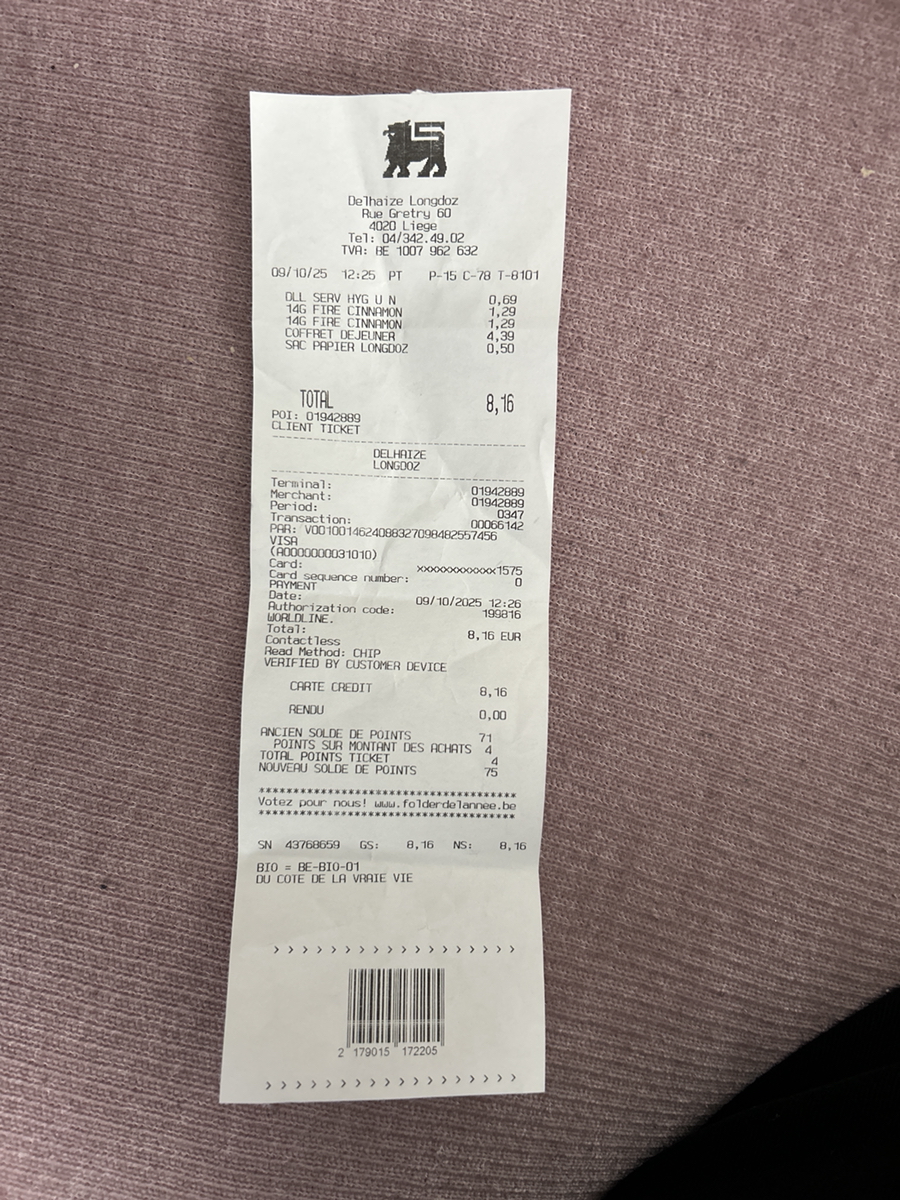 Delhaize Longdoz
Rue Gretry 60
4020 Liege
Tel: 04/342.49.02
TVA: BE 1007 962 632
09/10/25 12:25 PT P-15 C-78 T-8101
DLL SERV HYG U N 0,69
14G FIRE CINNAMON 1,29
14G FIRE CINNAMON 1,29
COFFRET DEJEUNER 4,39
SAC PAPIER LONGDOZ 0,50
TOTAL 8,16
POI: 01942889
CLIENT TICKET
--------------------------------
DELHAIZE
LONGDOZ
--------------------------------
Terminal: 01942889
Merchant: 01942889
Period: 0347
Transaction: 00066142
PAR: V0010014624088327098482557456
VISA
(A0000000031010)
Card: xxxxxxxxxxxx1575
Card sequence number: 0
PAYMENT
Date: 09/10/2025 12:26
Authorization code: 199816
WORLDLINE.
Total: 8,16 EUR
Contactless
Read Method: CHIP
VERIFIED BY CUSTOMER DEVICE
CARTE CREDIT 8,16
RENDU 0,00
ANCIEN SOLDE DE POINTS 71
POINTS SUR MONTANT DES ACHATS 4
TOTAL POINTS TICKET 4
NOUVEAU SOLDE DE POINTS 75
**************************************
Votez pour nous! www.folderdelannee.be
**************************************
SN 43768659 GS: 8,16 NS: 8,16
BIO = BE-BIO-01
DU COTE DE LA VRAIE VIE
> > > > > > > > > > > > > > > > >
2 179015 172205
> > > > > > > > > > > > > > > > > >